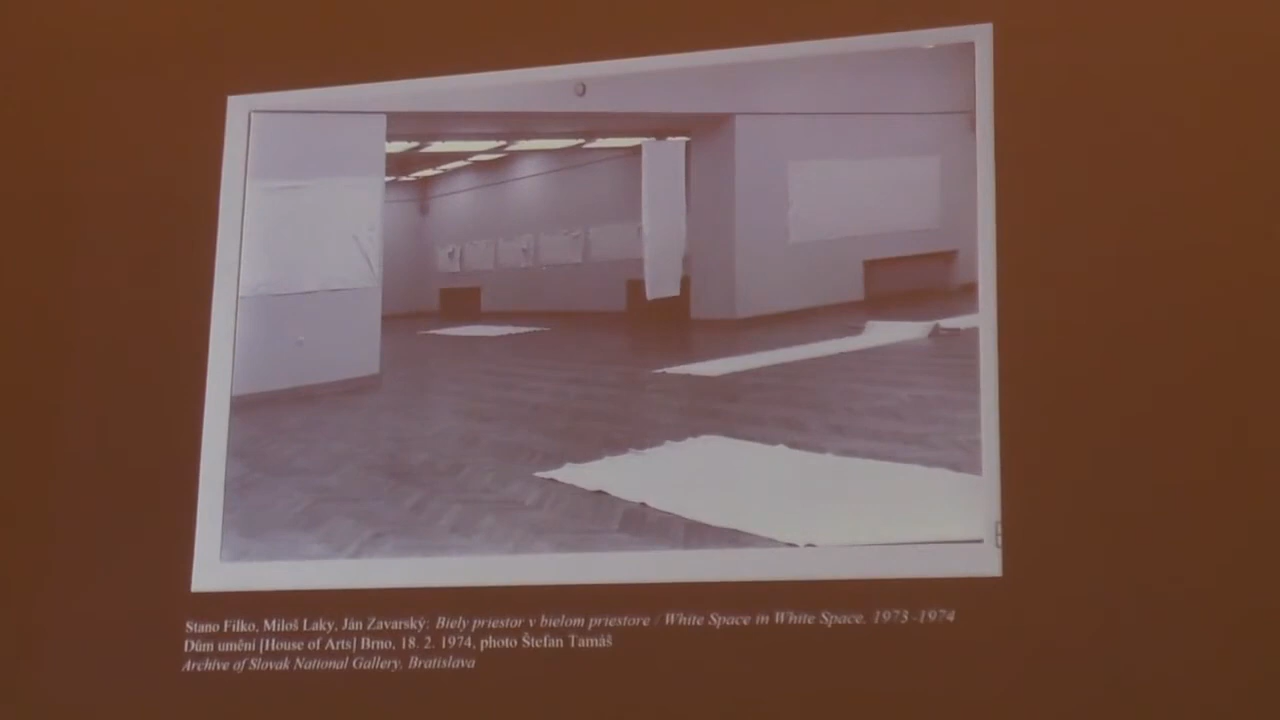 Stano Filko, Miloš Laky, Ján Zavarský: Biely priestor v bielom priestore / White Space in White Space. 1973-1974
Dům umění [House of Arts] Brno, 18. 2. 1974, photo Štefan Tamáš
Archive of Slovak National Gallery, Bratislava